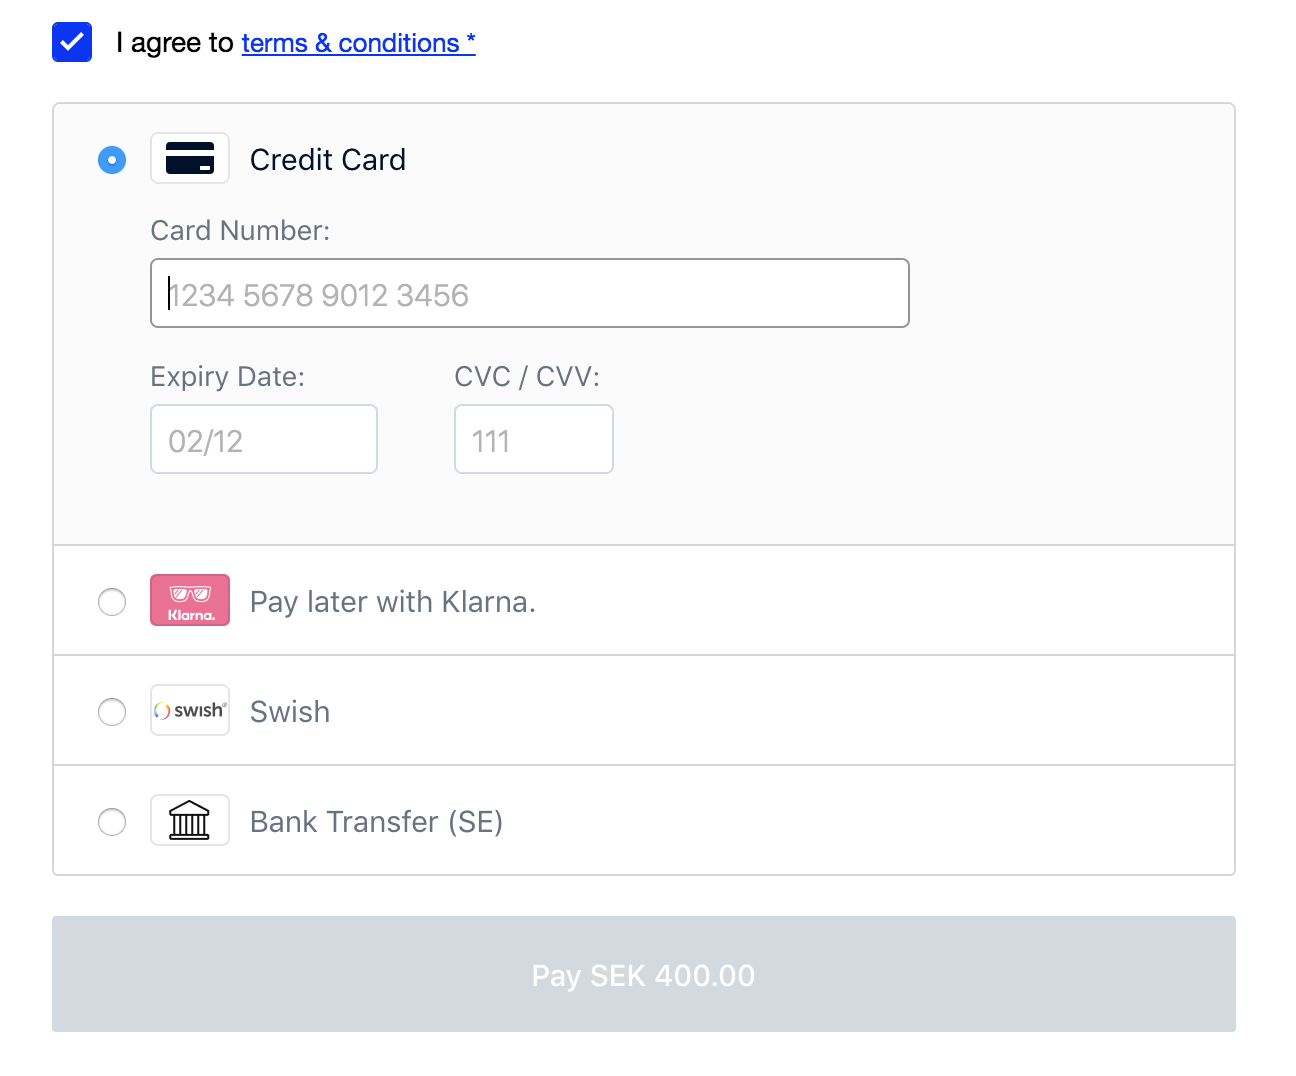 I agree to terms & conditions *
Credit Card
Card Number:
1234 5678 9012 3456
Expiry Date: CVC / CVV:
02/12 111
Klarna. Pay later with Klarna.
swish® Swish
Bank Transfer (SE)
Pay SEK 400.00